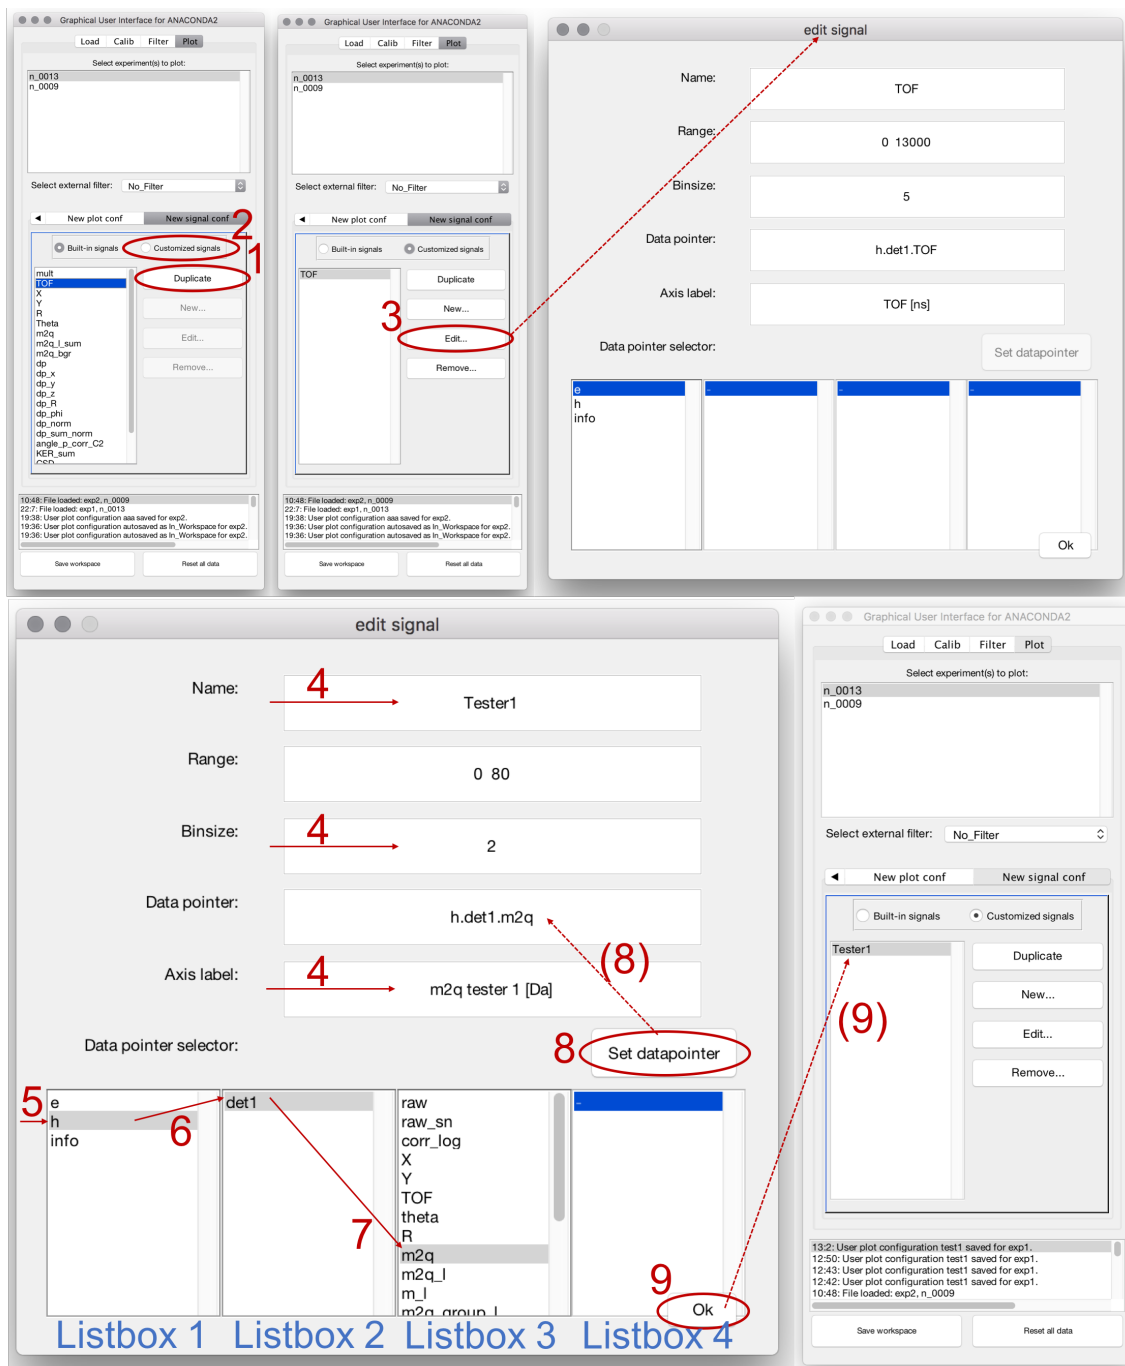 Graphical User Interface for ANACONDA2
Load Calib Filter Plot
Select experiment(s) to plot:
n_0013
n_0009
Select external filter: No_Filter
◀ New plot conf New signal conf
2
Built-in signals Customized signals
1
mult
TOF
X
Y
R
Theta
m2q
m2q_l_sum
m2q_bgr
dp
dp_x
dp_y
dp_z
dp_R
dp_phi
dp_norm
dp_sum_norm
angle_p_corr_C2
KER_sum
CSD
Duplicate
New...
Edit...
Remove...
10:48: File loaded: exp2, n_0009
22:7: File loaded: exp1, n_0013
19:38: User plot configuration aaa saved for exp2.
19:36: User plot configuration autosaved as In_Workspace for exp2.
19:36: User plot configuration autosaved as In_Workspace for exp2.
Save workspace Reset all data
Graphical User Interface for ANACONDA2
Load Calib Filter Plot
Select experiment(s) to plot:
n_0013
n_0009
Select external filter: No_Filter
◀ New plot conf New signal conf
Built-in signals Customized signals
TOF
Duplicate
New...
3
Edit...
Remove...
10:48: File loaded: exp2, n_0009
22:7: File loaded: exp1, n_0013
19:38: User plot configuration aaa saved for exp2.
19:36: User plot configuration autosaved as In_Workspace for exp2.
19:36: User plot configuration autosaved as In_Workspace for exp2.
Save workspace Reset all data
edit signal
Name: TOF
Range: 0 13000
Binsize: 5
Data pointer: h.det1.TOF
Axis label: TOF [ns]
Data pointer selector: Set datapointer
e - - -
h
info
Ok
edit signal
Name: 4 Tester1
Range: 0 80
Binsize: 4 2
Data pointer: h.det1.m2q
(8)
Axis label: 4 m2q tester 1 [Da]
Data pointer selector: 8 Set datapointer
5
e
h
info
6
det1
7
raw
raw_sn
corr_log
X
Y
TOF
theta
R
m2q
m2q_l
m_l
m2q_group_l
-
9
Ok
Listbox 1 Listbox 2 Listbox 3 Listbox 4
Graphical User Interface for ANACONDA2
Load Calib Filter Plot
Select experiment(s) to plot:
n_0013
n_0009
Select external filter: No_Filter
◀ New plot conf New signal conf
Built-in signals Customized signals
Tester1
(9)
Duplicate
New...
Edit...
Remove...
13:2: User plot configuration test1 saved for exp1.
12:50: User plot configuration test1 saved for exp1.
12:43: User plot configuration test1 saved for exp1.
12:42: User plot configuration test1 saved for exp1.
10:48: File loaded: exp2, n_0009
Save workspace Reset all data